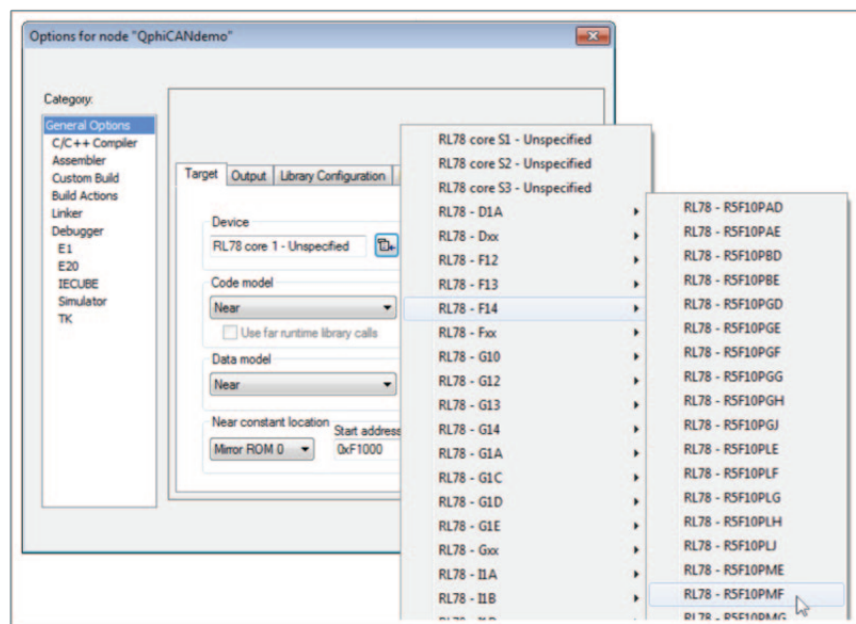 Options for node "QphiCANdemo"
Category:
General Options
C/C++ Compiler
Assembler
Custom Build
Build Actions
Linker
Debugger
E1
E20
IECUBE
Simulator
TK
Target
Output
Library Configuration
Device
RL78 core 1 - Unspecified
Code model
Near
Use far runtime library calls
Data model
Near
Near constant location
Start address
Mirror ROM 0
0xF1000
RL78 core S1 - Unspecified
RL78 core S2 - Unspecified
RL78 core S3 - Unspecified
RL78 - D1A
RL78 - Dxx
RL78 - F12
RL78 - F13
RL78 - F14
RL78 - Fxx
RL78 - G10
RL78 - G12
RL78 - G13
RL78 - G14
RL78 - G1A
RL78 - G1C
RL78 - G1D
RL78 - G1E
RL78 - Gxx
RL78 - I1A
RL78 - I1B
RL78 - R5F10PAD
RL78 - R5F10PAE
RL78 - R5F10PBD
RL78 - R5F10PBE
RL78 - R5F10PGD
RL78 - R5F10PGE
RL78 - R5F10PGF
RL78 - R5F10PGG
RL78 - R5F10PGH
RL78 - R5F10PGJ
RL78 - R5F10PLE
RL78 - R5F10PLF
RL78 - R5F10PLG
RL78 - R5F10PLH
RL78 - R5F10PLJ
RL78 - R5F10PME
RL78 - R5F10PMF
RL78 - R5F10PMG